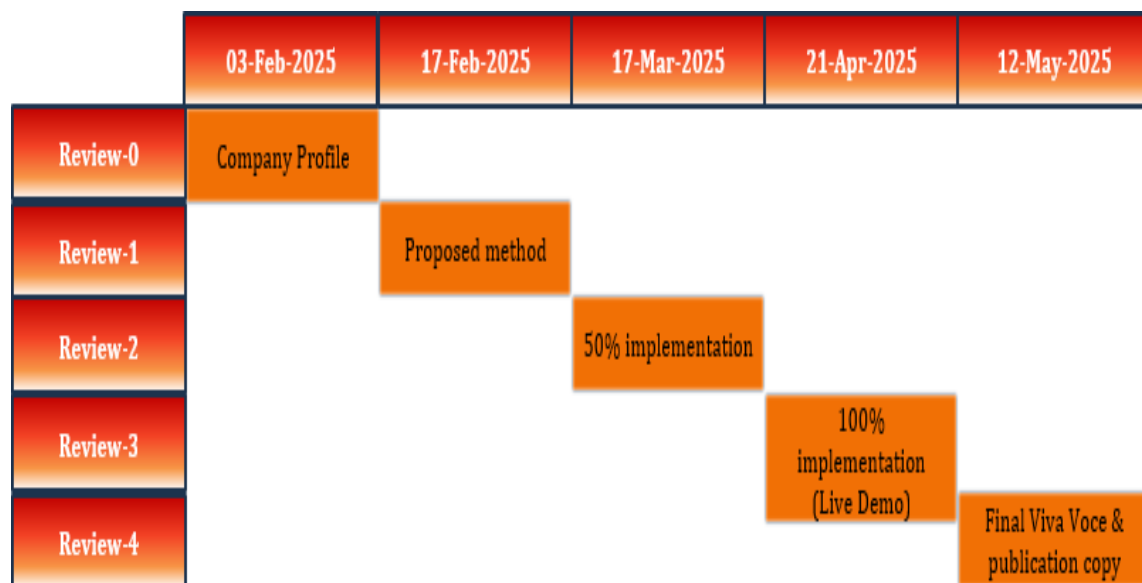 03-Feb-2025
17-Feb-2025
17-Mar-2025
21-Apr-2025
12-May-2025
Review-0
Company Profile
Review-1
Proposed method
Review-2
50% implementation
Review-3
100%
implementation
(Live Demo)
Review-4
Final Viva Voce &
publication copy